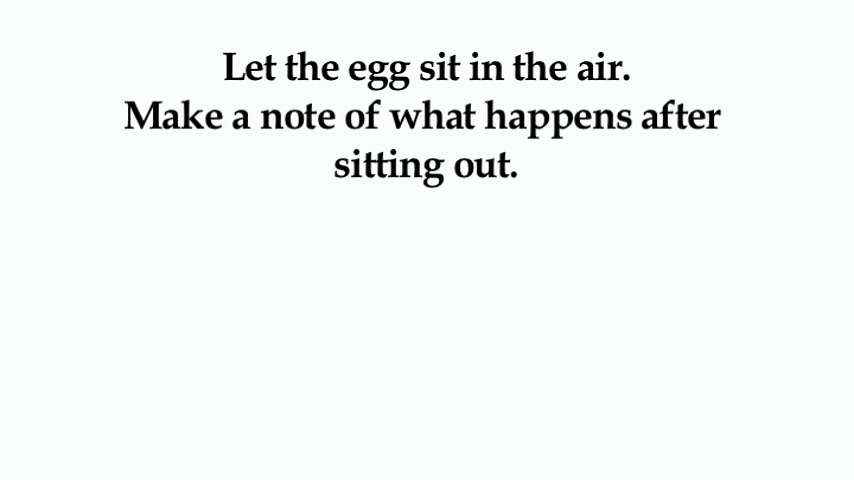 Let the egg sit in the air.
Make a note of what happens after
sitting out.